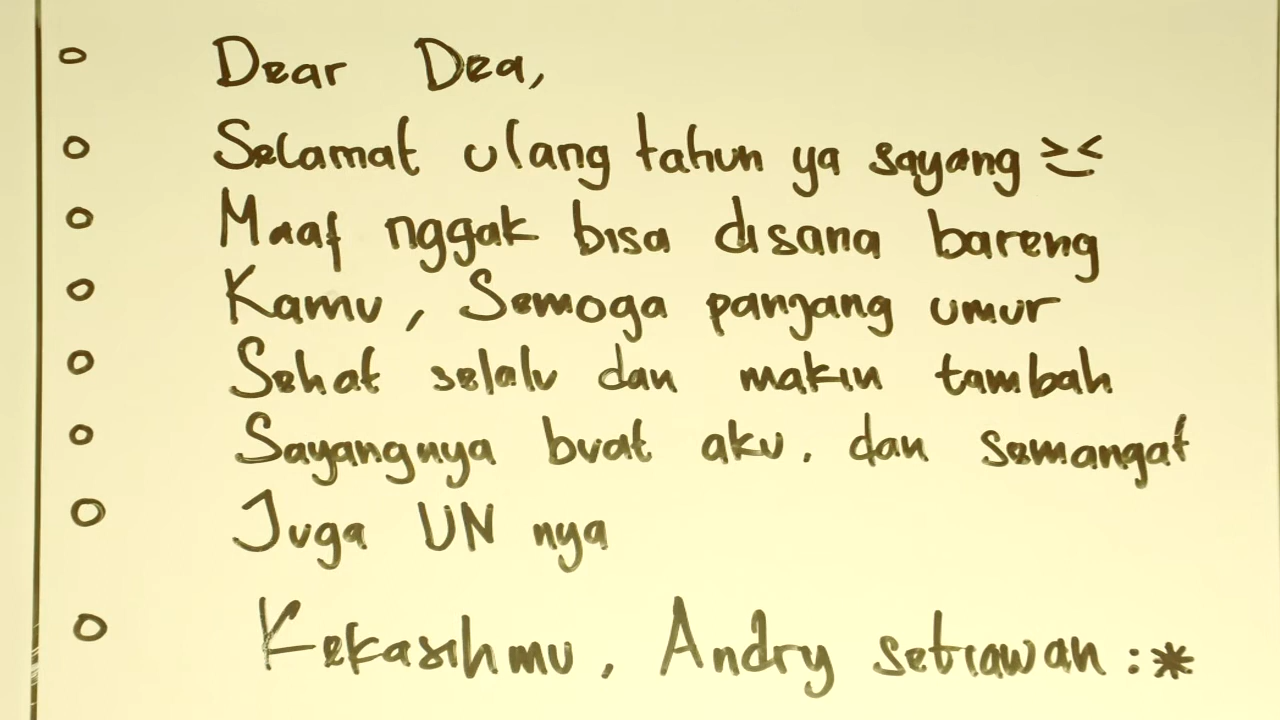 Dear Dea,
Selamat ulang tahun ya sayang >_<
Maaf nggak bisa disana bareng
Kamu, Semoga panjang umur
Sehat selalu dan makin tambah
Sayangnya buat aku. dan semangat
Juga UN nya
Kekasihmu, Andry setiawan :*